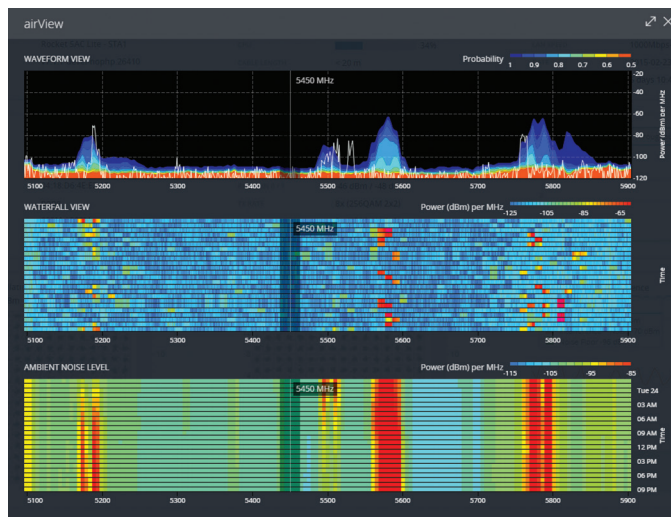 airView
WAVEFORM VIEW
Probability
1 0.9 0.8 0.7 0.6 0.5
5450 MHz
-20
-40
-60
-80
-100
-120
Power (dBm) per MHz
5100 5200 5300 5400 5500 5600 5700 5800 5900
WATERFALL VIEW
Power (dBm) per MHz
-125 -105 -85 -65
5450 MHz
Time
5100 5200 5300 5400 5500 5600 5700 5800 5900
AMBIENT NOISE LEVEL
Power (dBm) per MHz
-115 -105 -95 -85
5450 MHz
Tue 24
03 AM
06 AM
09 AM
12 PM
03 PM
06 PM
09 PM
Time
5100 5200 5300 5400 5500 5600 5700 5800 5900